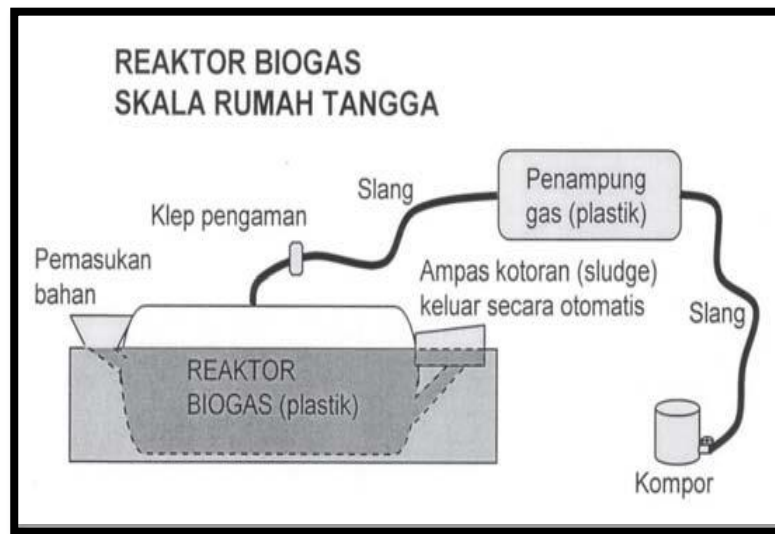 REAKTOR BIOGAS
SKALA RUMAH TANGGA
Slang
Penampung
gas (plastik)
Klep pengaman
Pemasukan
bahan
Ampas kotoran (sludge)
keluar secara otomatis
Slang
REAKTOR
BIOGAS (plastik)
Kompor